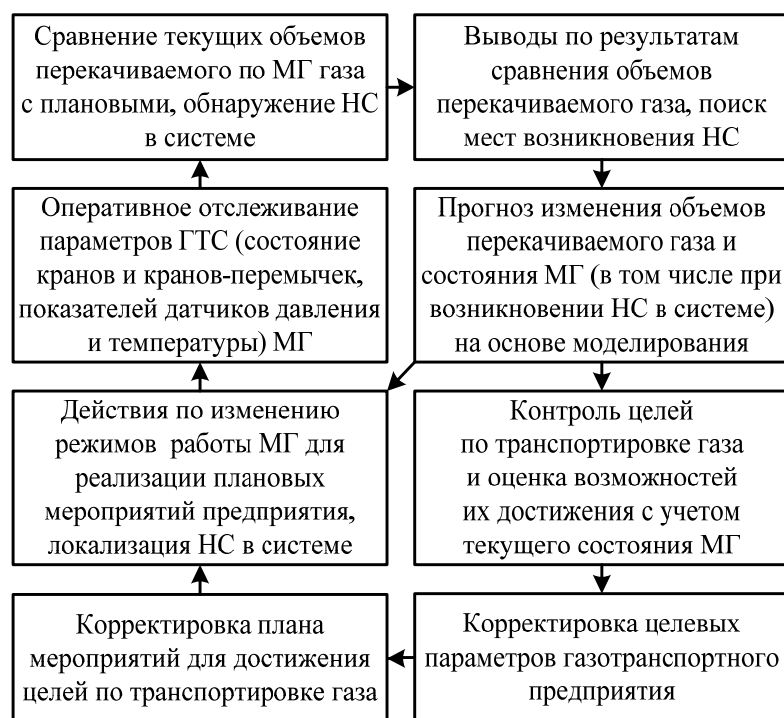 Сравнение текущих объемов
перекачиваемого по МГ газа
с плановыми, обнаружение НС
в системе
Выводы по результатам
сравнения объемов
перекачиваемого газа, поиск
мест возникновения НС
Оперативное отслеживание
параметров ГТС (состояние
кранов и кранов-перемычек,
показателей датчиков давления
и температуры) МГ
Прогноз изменения объемов
перекачиваемого газа и
состояния МГ (в том числе при
возникновении НС в системе)
на основе моделирования
Действия по изменению
режимов работы МГ для
реализации плановых
мероприятий предприятия,
локализация НС в системе
Контроль целей
по транспортировке газа
и оценка возможностей
их достижения с учетом
текущего состояния МГ
Корректировка плана
мероприятий для достижения
целей по транспортировке газа
Корректировка целевых
параметров газотранспортного
предприятия